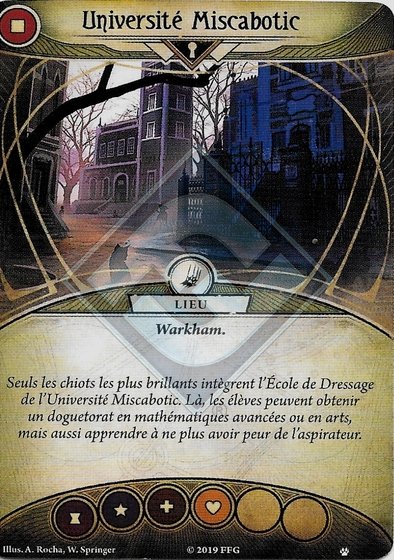 Université Miscabotic
LIEU
Warkham.
Seuls les chiots les plus brillants intègrent l'École de Dressage
de l'Université Miscabotic. Là, les élèves peuvent obtenir
un doguetorat en mathématiques avancées ou en arts,
mais aussi apprendre à ne plus avoir peur de l'aspirateur.
Illus. A. Rocha, W. Springer
© 2019 FFG